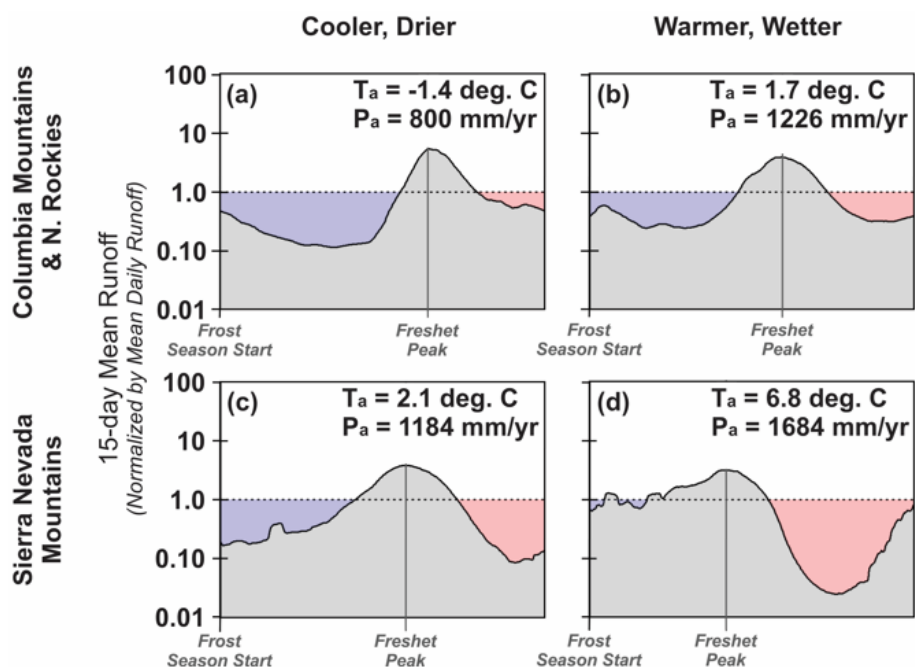 Cooler, Drier
Warmer, Wetter
Columbia Mountains
& N. Rockies
Sierra Nevada
Mountains
15-day Mean Runoff
(Normalized by Mean Daily Runoff)
100
10
1.0
0.10
0.01
(a)
Ta = -1.4 deg. C
Pa = 800 mm/yr
Frost
Season Start
Freshet
Peak
(b)
Ta = 1.7 deg. C
Pa = 1226 mm/yr
Frost
Season Start
Freshet
Peak
100
10
1.0
0.10
0.01
(c)
Ta = 2.1 deg. C
Pa = 1184 mm/yr
Frost
Season Start
Freshet
Peak
(d)
Ta = 6.8 deg. C
Pa = 1684 mm/yr
Frost
Season Start
Freshet
Peak